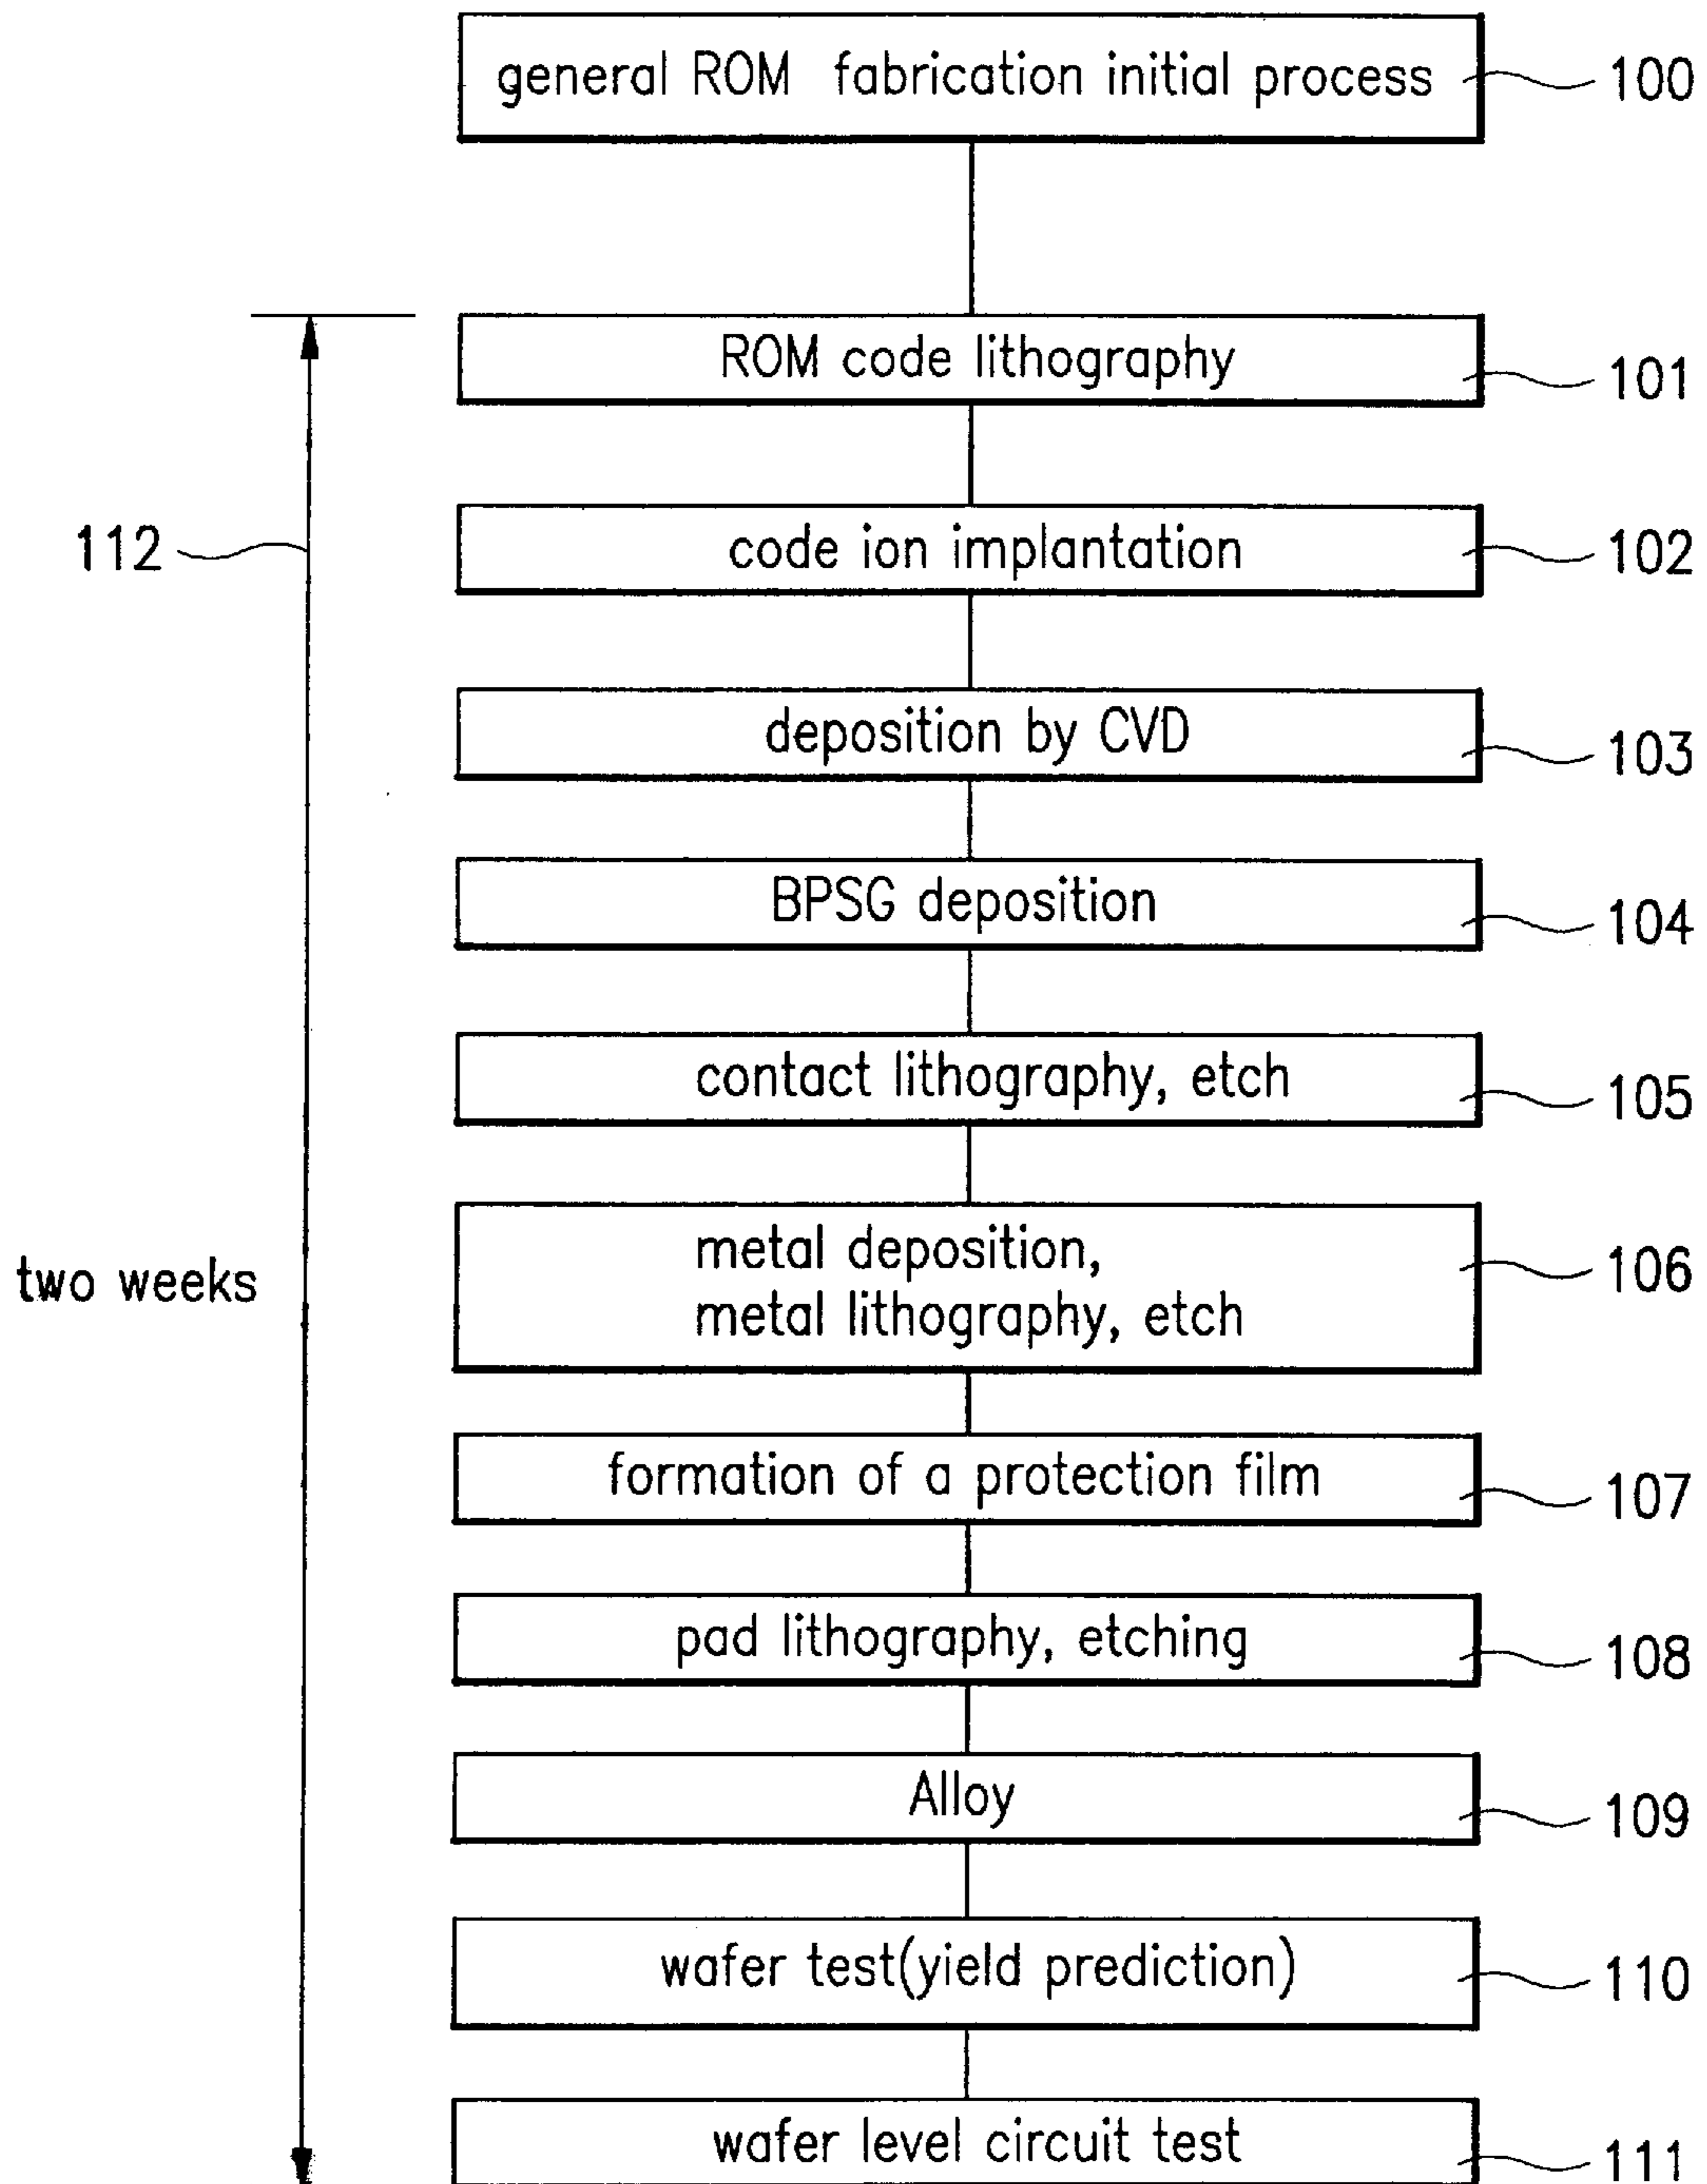 general ROM fabrication initial process
100
ROM code lithography
101
code ion implantation
102
112
deposition by CVD
103
BPSG deposition
104
contact lithography, etch
105
metal deposition,
metal lithography, etch
106
two weeks
formation of a protection film
107
pad lithography, etching
108
Alloy
109
wafer test(yield prediction)
110
wafer level circuit test
111